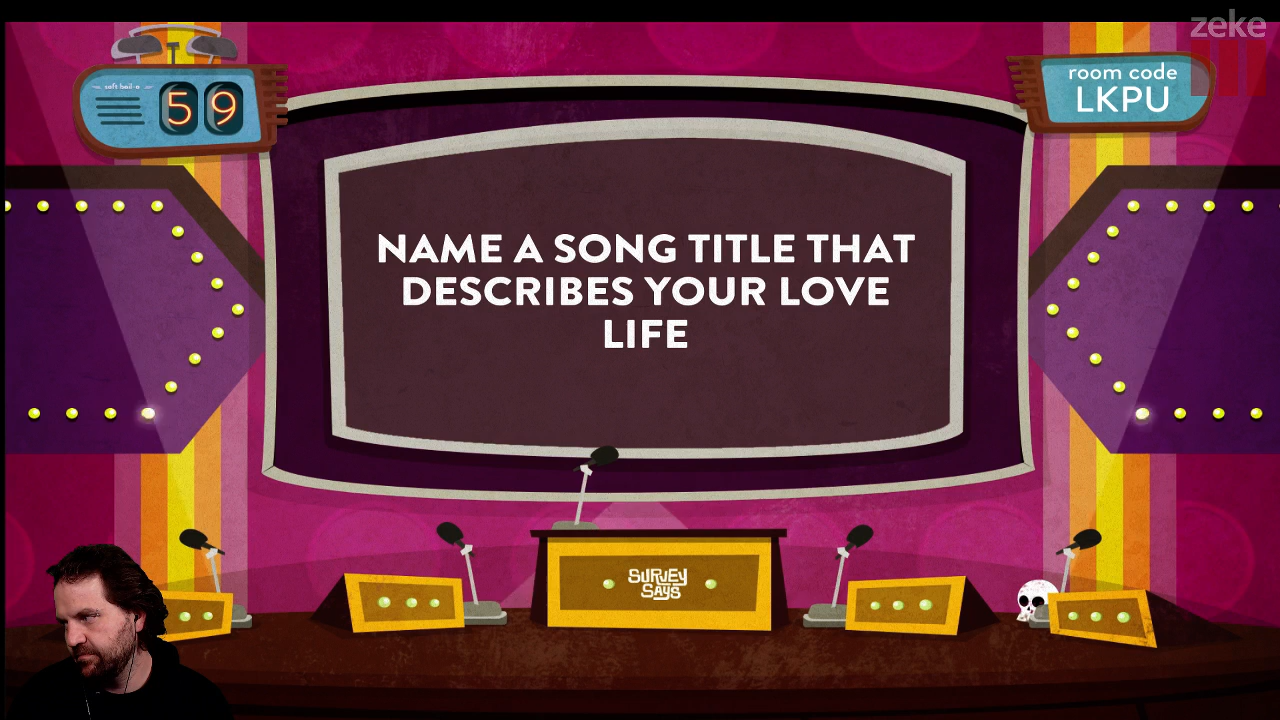 zeke
soft bail-o
59
room code
LKPU
NAME A SONG TITLE THAT
DESCRIBES YOUR LOVE
LIFE
SURVEY
SAYS